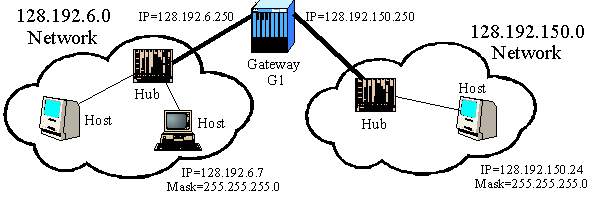 128.192.6.0
Network
IP=128.192.6.250
IP=128.192.150.250
128.192.150.0
Network
Gateway
G1
Hub
Host
Host
Host
Hub
IP=128.192.6.7
Mask=255.255.255.0
IP=128.192.150.24
Mask=255.255.255.0